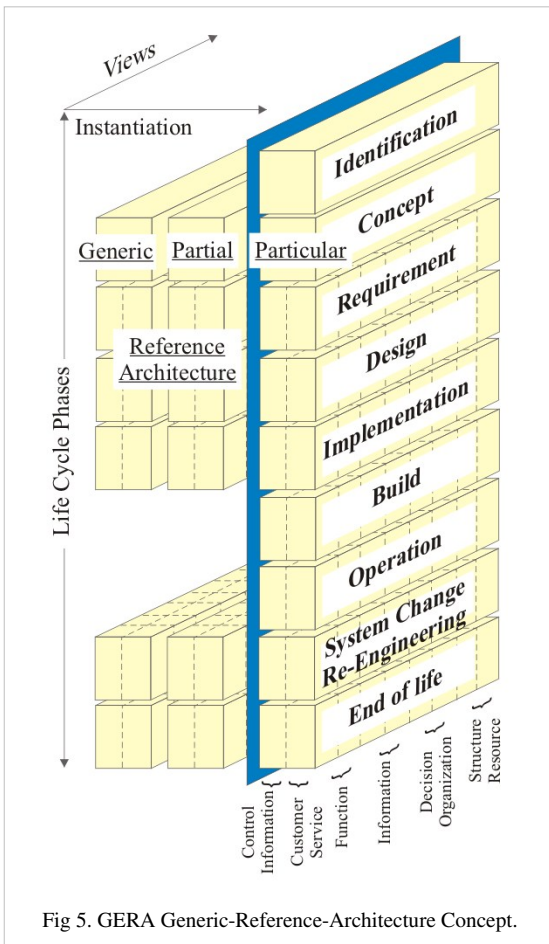 Views
Instantiation
Life Cycle Phases
Generic
Partial
Particular
Reference
Architecture
Identification
Concept
Requirement
Design
Implementation
Build
Operation
System Change
Re-Engineering
End of life
Control
Information
Customer
Service
Function
Information
Decision
Organization
Structure
Resource
Fig 5. GERA Generic-Reference-Architecture Concept.